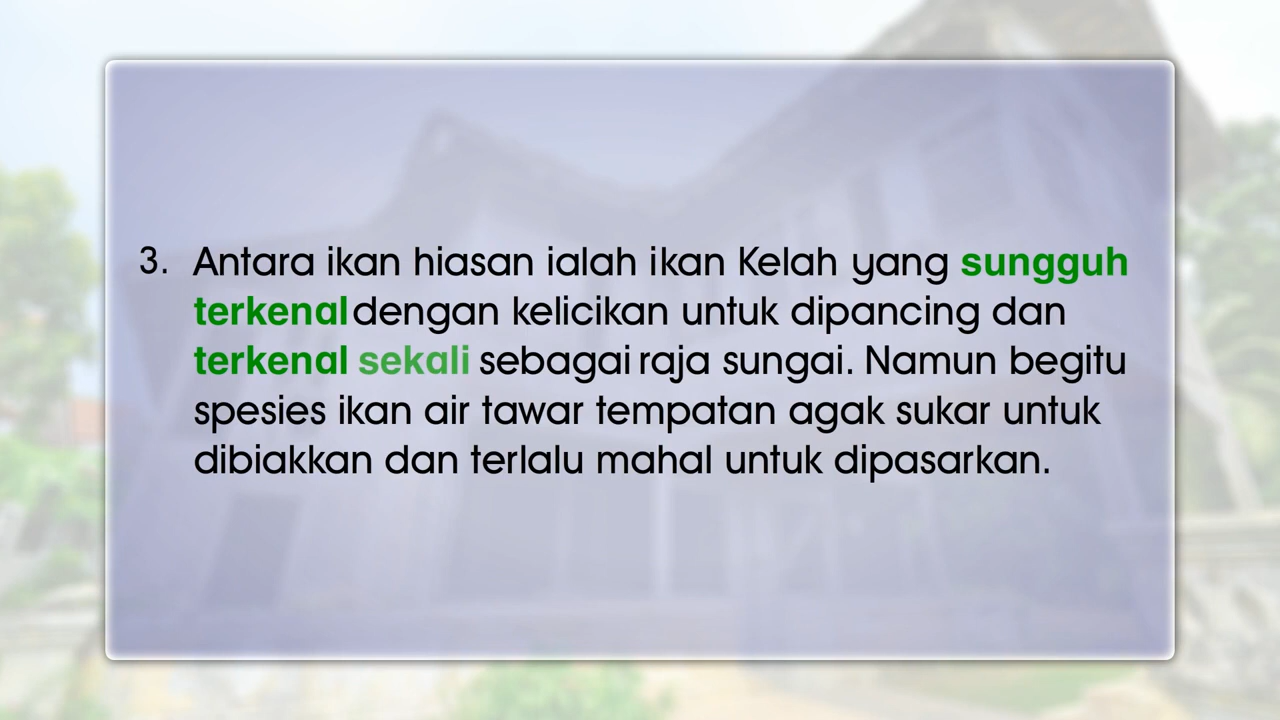 3. Antara ikan hiasan ialah ikan Kelah yang sungguh
terkenal dengan kelicikan untuk dipancing dan
terkenal sekali sebagai raja sungai. Namun begitu
spesies ikan air tawar tempatan agak sukar untuk
dibiakkan dan terlalu mahal untuk dipasarkan.